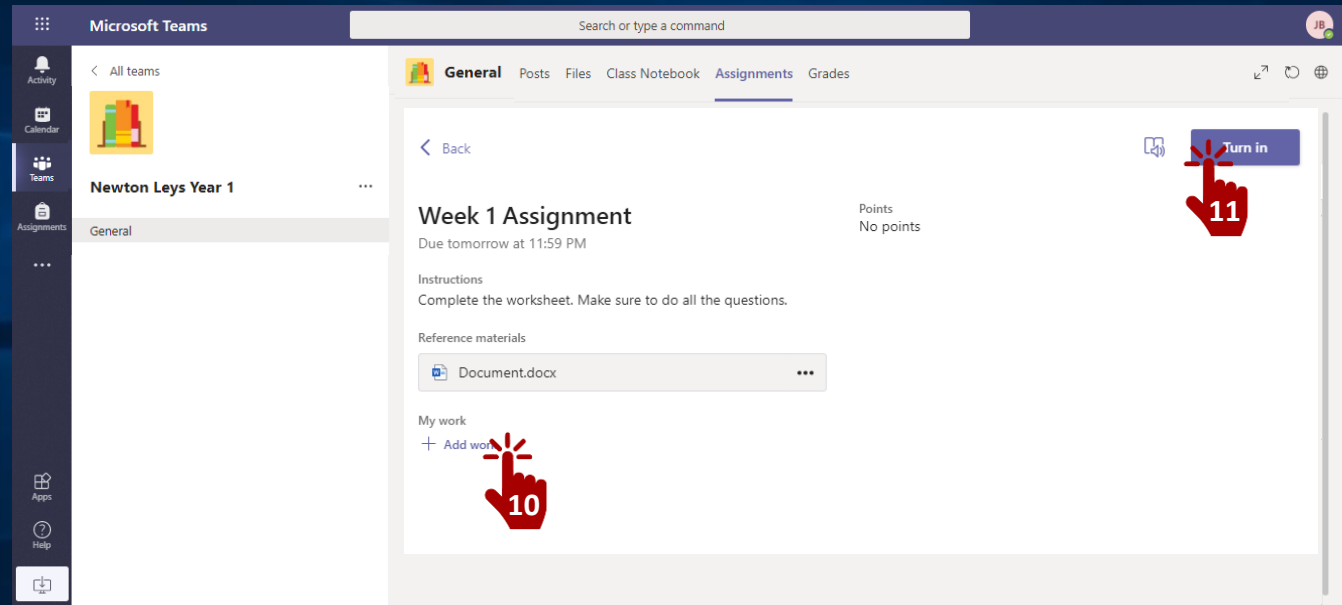 Microsoft Teams
Search or type a command
JB
Activity
Calendar
Teams
Assignments
Apps
Help
All teams
Newton Leys Year 1
General
General Posts Files Class Notebook Assignments Grades
Back
Turn in
11
Week 1 Assignment
Due tomorrow at 11:59 PM
Points
No points
Instructions
Complete the worksheet. Make sure to do all the questions.
Reference materials
Document.docx
My work
Add work
10